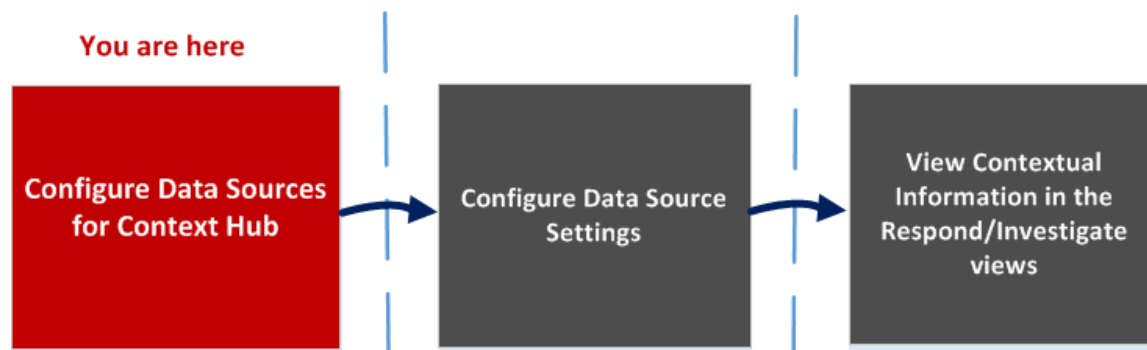 You are here
Configure Data Sources
for Context Hub
Configure Data Source
Settings
View Contextual
Information in the
Respond/Investigate
views